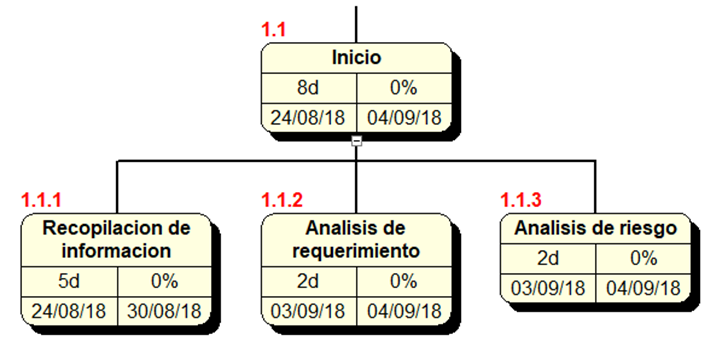 1.1
Inicio
8d 0%
24/08/18 04/09/18
1.1.1
Recopilacion de
informacion
5d 0%
24/08/18 30/08/18
1.1.2
Analisis de
requerimiento
2d 0%
03/09/18 04/09/18
1.1.3
Analisis de riesgo
2d 0%
03/09/18 04/09/18